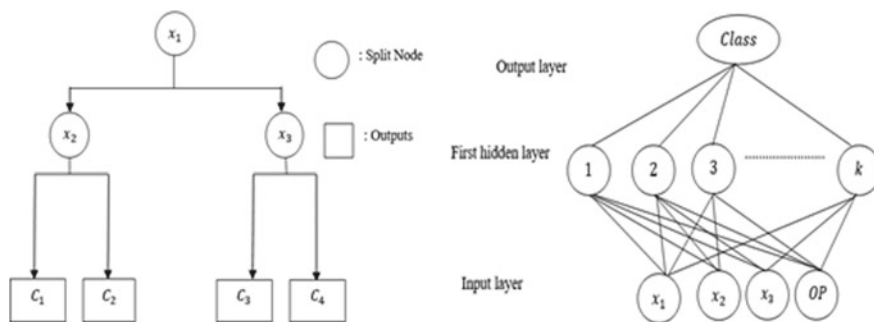 x₁
: Split Node
x₂
x₃
: Outputs
C₁
C₂
C₃
C₄
Class
Output layer
First hidden layer
1
2
3
k
Input layer
x₁
x₂
x₃
OP